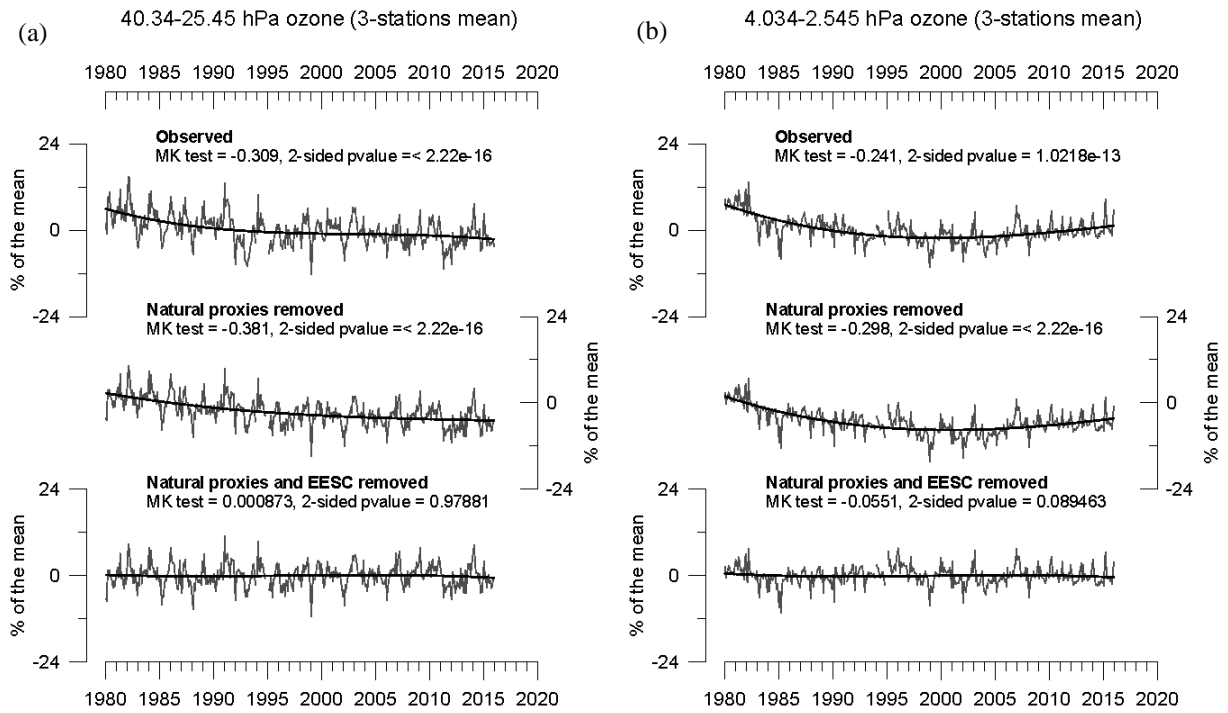 (a)
40.34-25.45 hPa ozone (3-stations mean)
1980 1985 1990 1995 2000 2005 2010 2015 2020
24
0
-24
% of the mean
Observed
MK test = -0.309, 2-sided pvalue =< 2.22e-16
Natural proxies removed
MK test = -0.381, 2-sided pvalue =< 2.22e-16
24
0
-24
% of the mean
Natural proxies and EESC removed
MK test = 0.000873, 2-sided pvalue = 0.97881
24
0
-24
% of the mean
1980 1985 1990 1995 2000 2005 2010 2015 2020
(b)
4.034-2.545 hPa ozone (3-stations mean)
1980 1985 1990 1995 2000 2005 2010 2015 2020
24
0
-24
% of the mean
Observed
MK test = -0.241, 2-sided pvalue = 1.0218e-13
Natural proxies removed
MK test = -0.298, 2-sided pvalue =< 2.22e-16
24
0
-24
% of the mean
Natural proxies and EESC removed
MK test = -0.0551, 2-sided pvalue = 0.089463
24
0
-24
% of the mean
1980 1985 1990 1995 2000 2005 2010 2015 2020